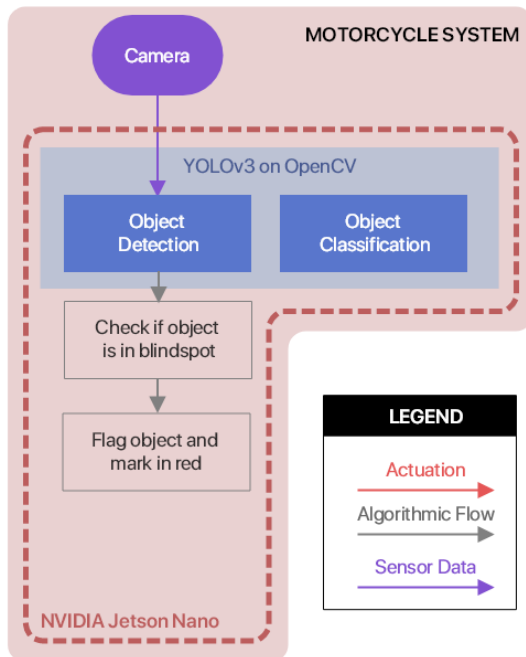 MOTORCYCLE SYSTEM
Camera
YOLOv3 on OpenCV
Object
Detection
Object
Classification
Check if object
is in blindspot
Flag object and
mark in red
NVIDIA Jetson Nano
LEGEND
Actuation
Algorithmic Flow
Sensor Data